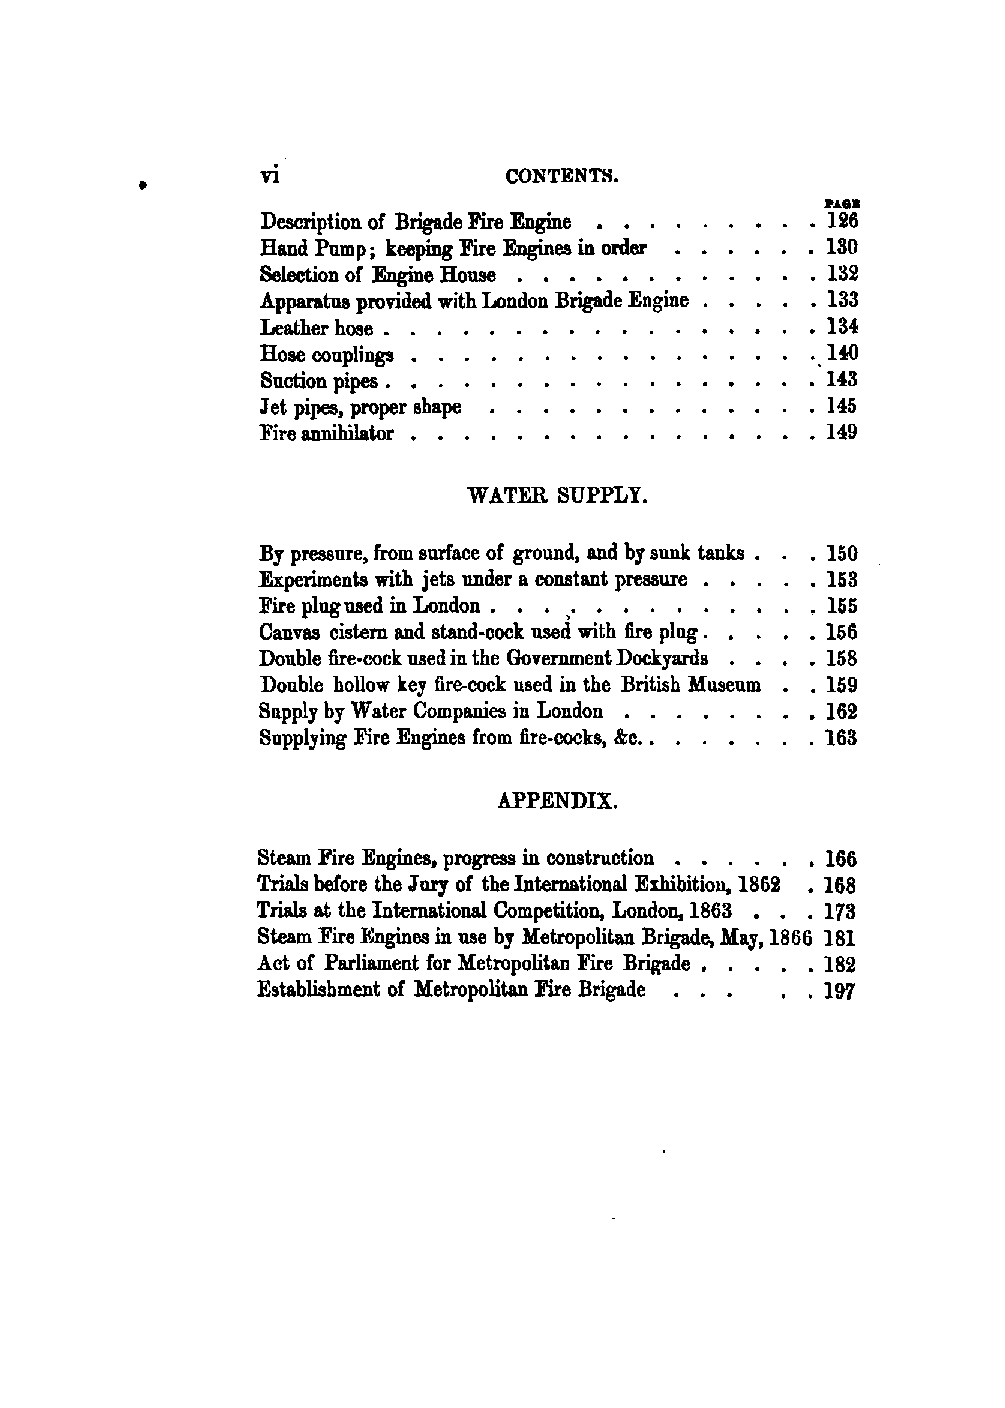 vi CONTENTS.
PAGE
Description of Brigade Fire Engine . . . . . . . . . 126
Hand Pump; keeping Fire Engines in order . . . . . . 130
Selection of Engine House . . . . . . . . . . . . 132
Apparatus provided with London Brigade Engine . . . . . 133
Leather hose . . . . . . . . . . . . . . . . . 134
Hose couplings . . . . . . . . . . . . . . . . 140
Suction pipes . . . . . . . . . . . . . . . . . 143
Jet pipes, proper shape . . . . . . . . . . . . . 145
Fire annihilator . . . . . . . . . . . . . . . . 149
WATER SUPPLY.
By pressure, from surface of ground, and by sunk tanks . . . 150
Experiments with jets under a constant pressure . . . . . 153
Fire plug used in London . . . . . . . . . . . . . 155
Canvas cistern and stand-cock used with fire plug . . . . . 156
Double fire-cock used in the Government Dockyards . . . . 158
Double hollow key fire-cock used in the British Museum . . 159
Supply by Water Companies in London . . . . . . . . 162
Supplying Fire Engines from fire-cocks, &c. . . . . . . . 163
APPENDIX.
Steam Fire Engines, progress in construction . . . . . . 166
Trials before the Jury of the International Exhibition, 1862 . 168
Trials at the International Competition, London, 1863 . . . 173
Steam Fire Engines in use by Metropolitan Brigade, May, 1866 181
Act of Parliament for Metropolitan Fire Brigade . . . . . 182
Establishment of Metropolitan Fire Brigade . . . . . 197